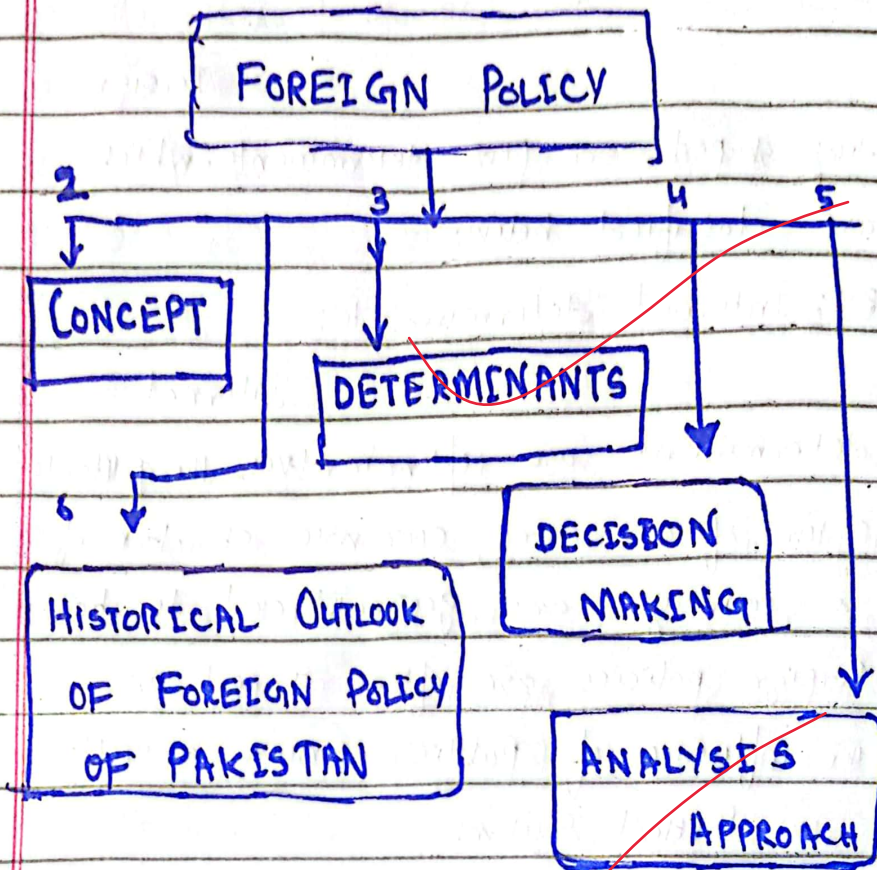 FOREIGN POLICY
2 3 4 5
CONCEPT
DETERMINANTS
6
DECISION
MAKING
HISTORICAL OUTLOOK
OF FOREIGN POLICY
OF PAKISTAN
ANALYSIS
APPROACH